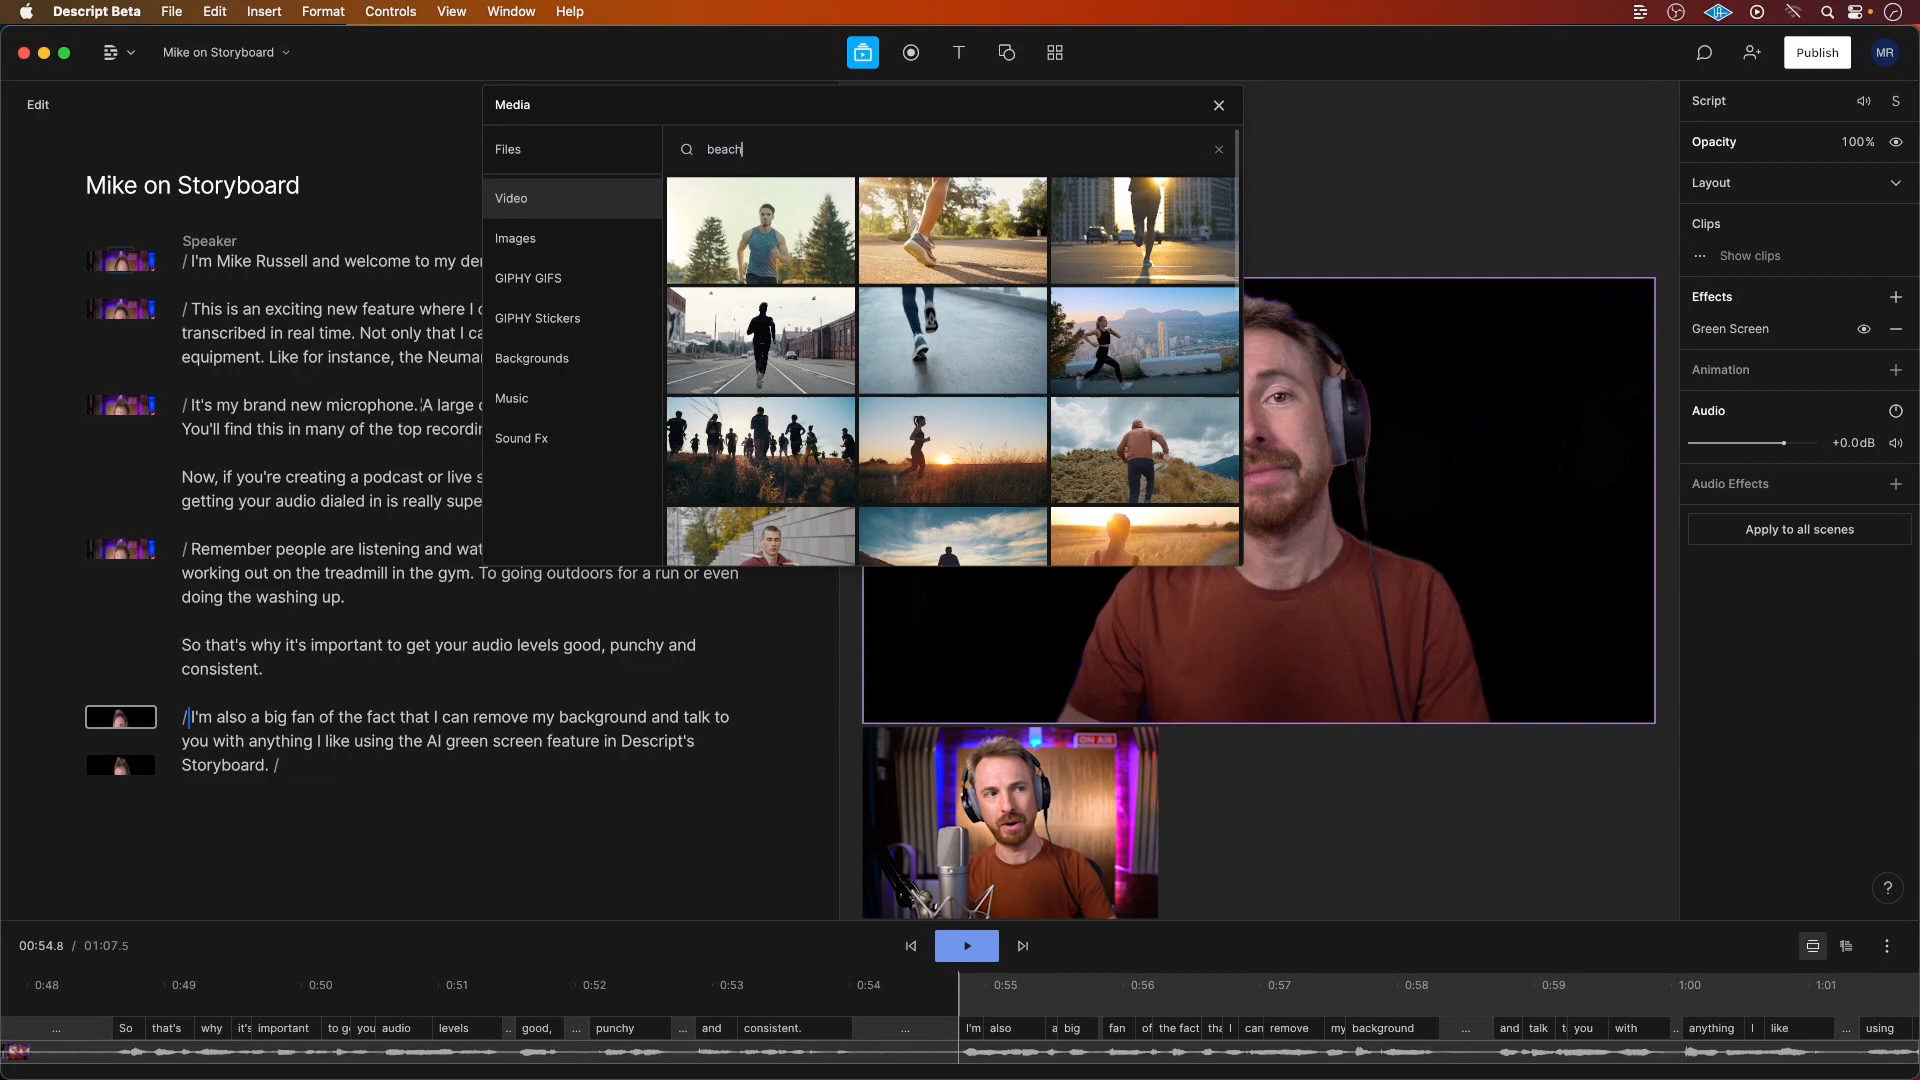 Descript Beta File Edit Insert Format Controls View Window Help
Mike on Storyboard
T
Publish
MR
Edit
Mike on Storyboard
Speaker
/ I'm Mike Russell and welcome to my
/ This is an exciting new feature where I
transcribed in real time. Not only that I
equipment. Like for instance, the
/ It's my brand new microphone. A large
You'll find this in many of the top
Now, if you're creating a podcast or live
getting your audio dialed in is really
/ Remember people are listening and
working out on the treadmill in the gym. To going outdoors for a run or even
doing the washing up.
So that's why it's important to get your audio levels good, punchy and
consistent.
/ I'm also a big fan of the fact that I can remove my background and talk to
you with anything I like using the AI green screen feature in Descript's
Storyboard. /
Media
Files
beach
Video
Images
GIPHY GIFS
GIPHY Stickers
Backgrounds
Music
Sound Fx
ON AIR
Script
S
Opacity
100%
Layout
Clips
... Show clips
Effects
Green Screen
Animation
Audio
+0.0dB
Audio Effects
Apply to all scenes
?
00:54.8 / 01:07.5
0:48 0:49 0:50 0:51 0:52 0:53 0:54 0:55 0:56 0:57 0:58 0:59 1:00 1:01
... So that's why it's important to you audio levels .. good, ... punchy ... and consistent. ... I'm also a big fan of the fact I can remove my background ... and talk you with .. anything I like ... using